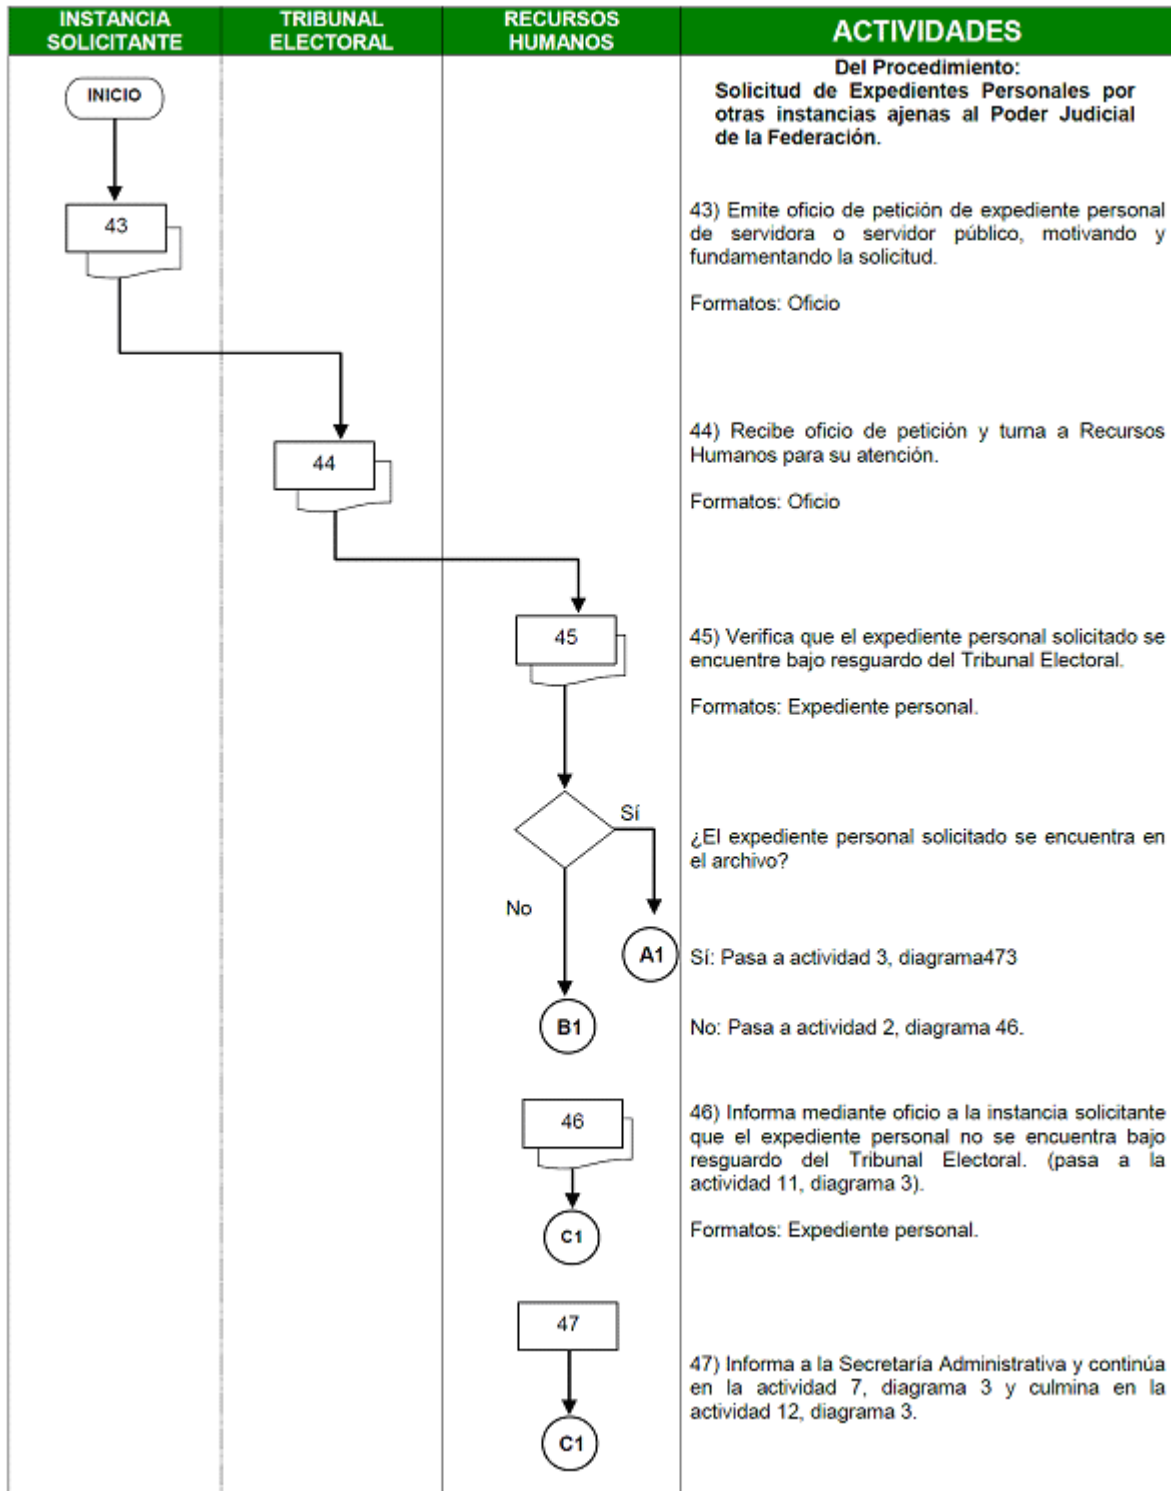 INSTANCIA
SOLICITANTE
TRIBUNAL
ELECTORAL
RECURSOS
HUMANOS
ACTIVIDADES
Del Procedimiento:
Solicitud de Expedientes Personales por
otras instancias ajenas al Poder Judicial
de la Federación.
INICIO
43
43) Emite oficio de petición de expediente personal
de servidora o servidor público, motivando y
fundamentando la solicitud.
Formatos: Oficio
44
44) Recibe oficio de petición y turna a Recursos
Humanos para su atención.
Formatos: Oficio
45
45) Verifica que el expediente personal solicitado se
encuentre bajo resguardo del Tribunal Electoral.
Formatos: Expediente personal.
Sí
¿El expediente personal solicitado se encuentra en
el archivo?
No
A1
Sí: Pasa a actividad 3, diagrama473
B1
No: Pasa a actividad 2, diagrama 46.
46
46) Informa mediante oficio a la instancia solicitante
que el expediente personal no se encuentra bajo
resguardo del Tribunal Electoral. (pasa a la
actividad 11, diagrama 3).
C1
Formatos: Expediente personal.
47
47) Informa a la Secretaría Administrativa y continúa
en la actividad 7, diagrama 3 y culmina en la
actividad 12, diagrama 3.
C1